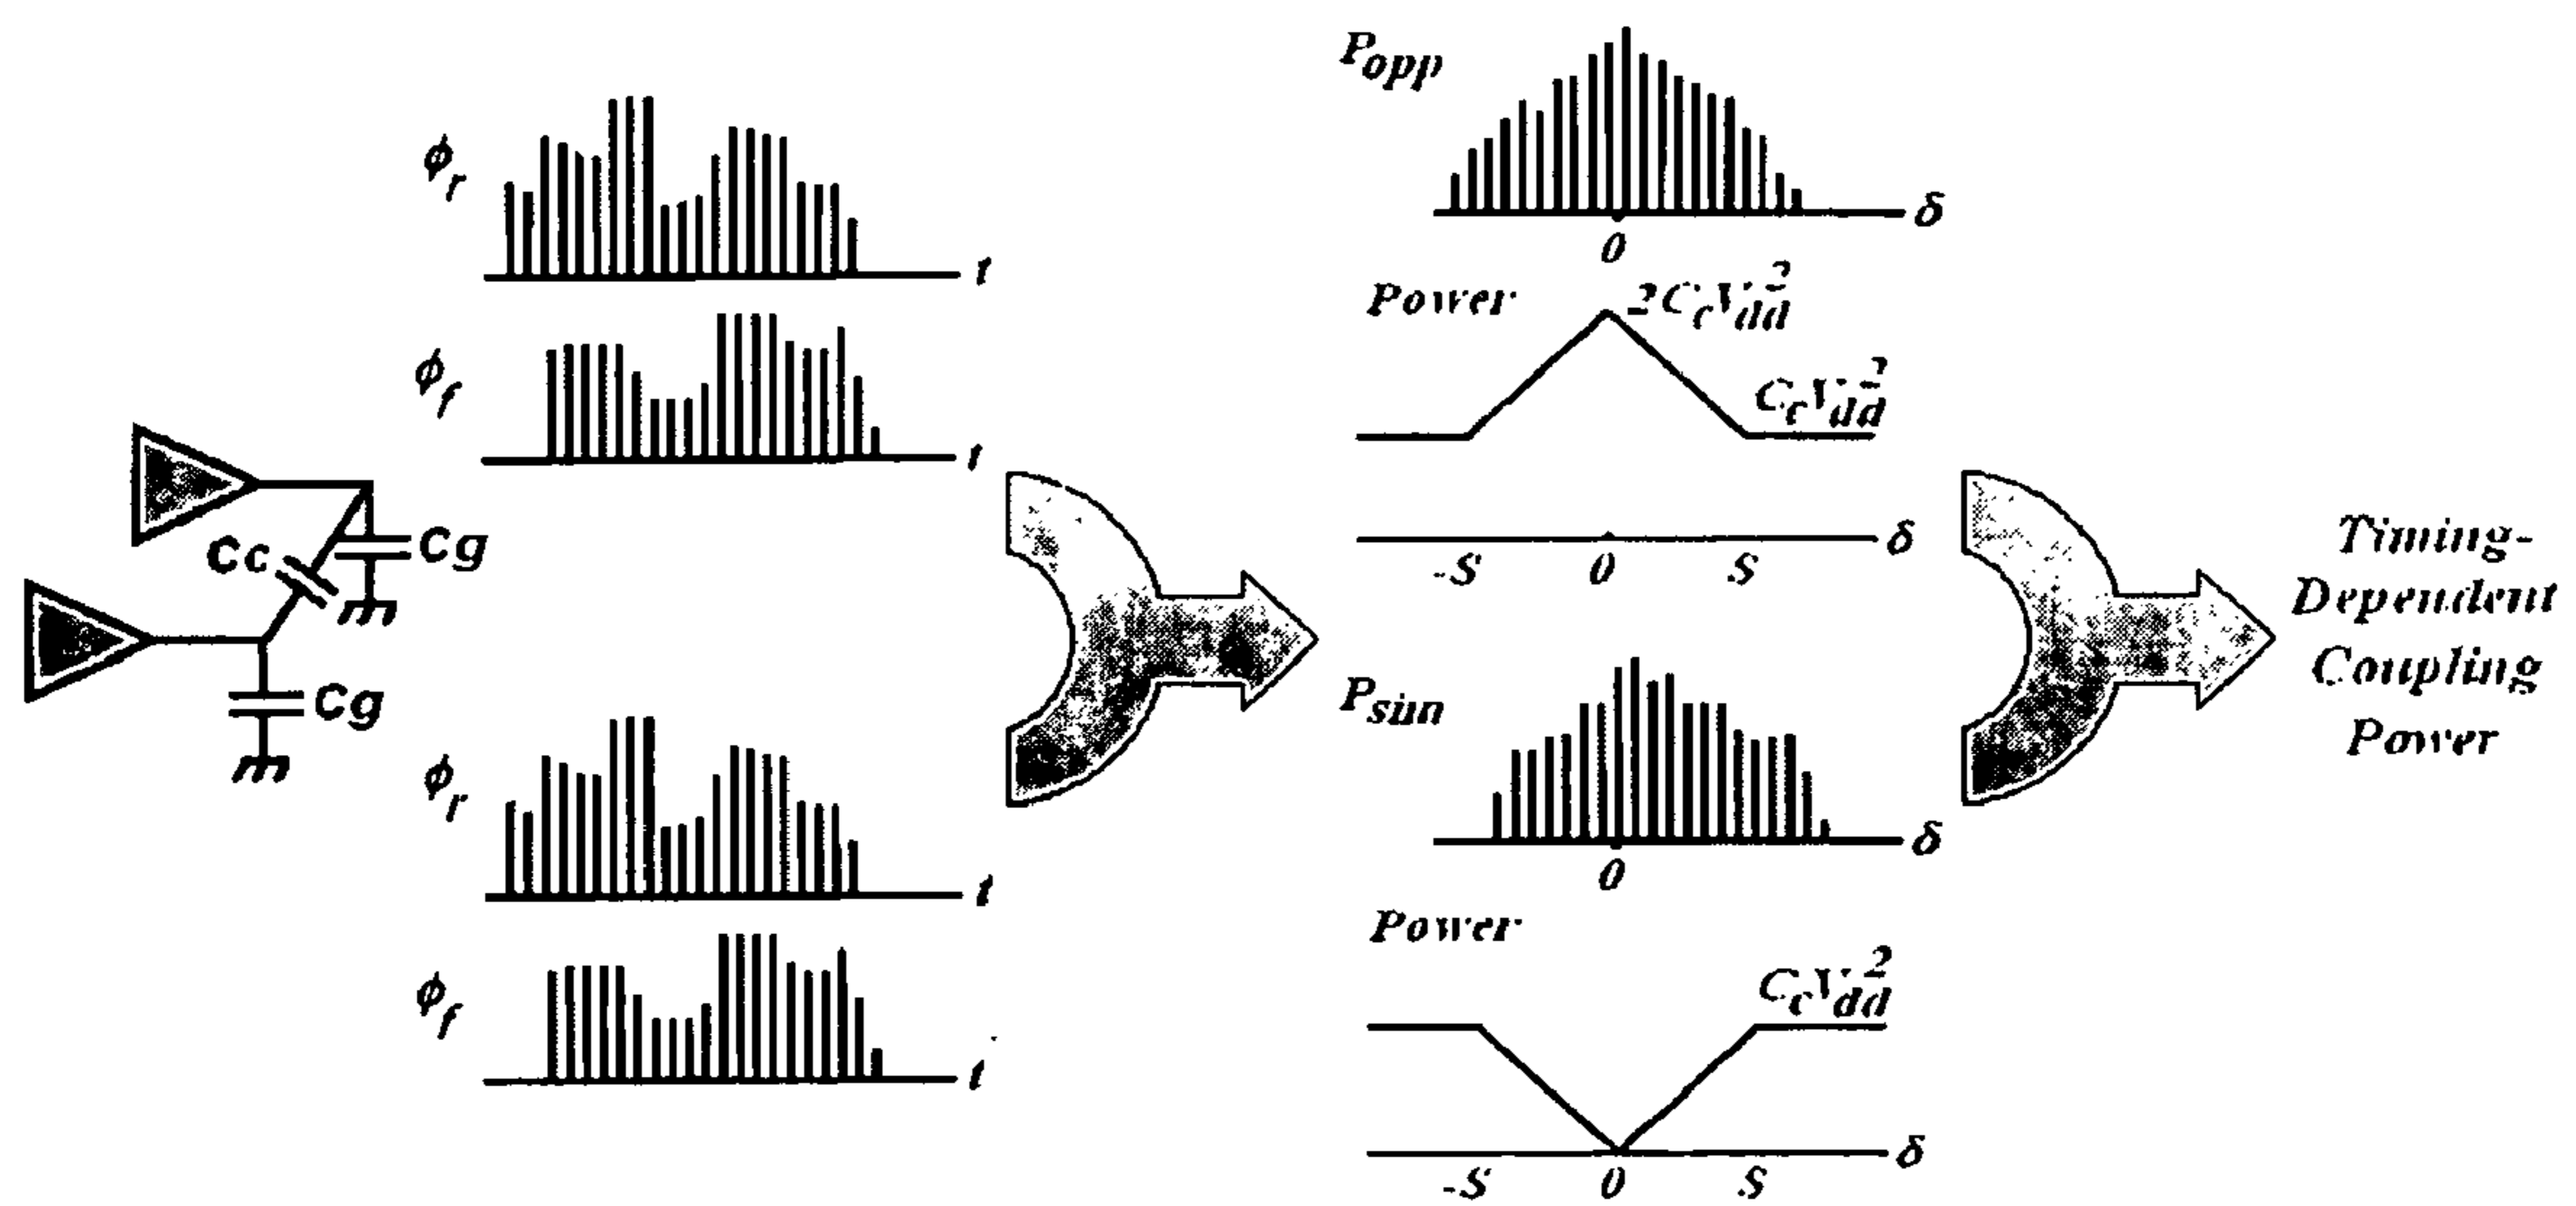 ϕr
t
ϕf
t
Cc
Cg
Cg
ϕr
t
ϕf
t
Popp
δ
0
Power
2CcVdd²
CcVdd²
δ
-S 0 S
Psim
δ
0
Power
CcVdd²
δ
-S 0 S
Timing-
Dependent
Coupling
Power